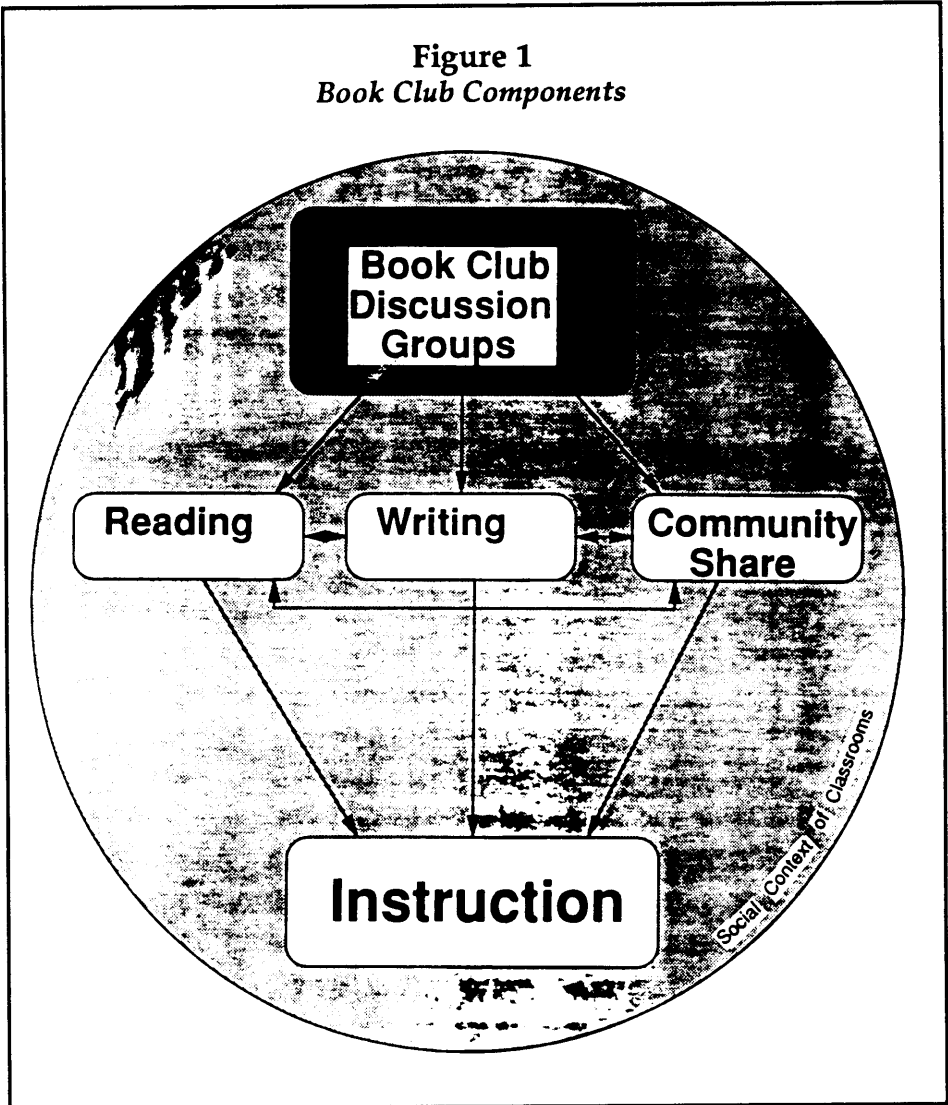 Figure 1
Book Club Components
Book Club
Discussion
Groups
Reading
Writing
Community
Share
Instruction
Social Context of Classrooms